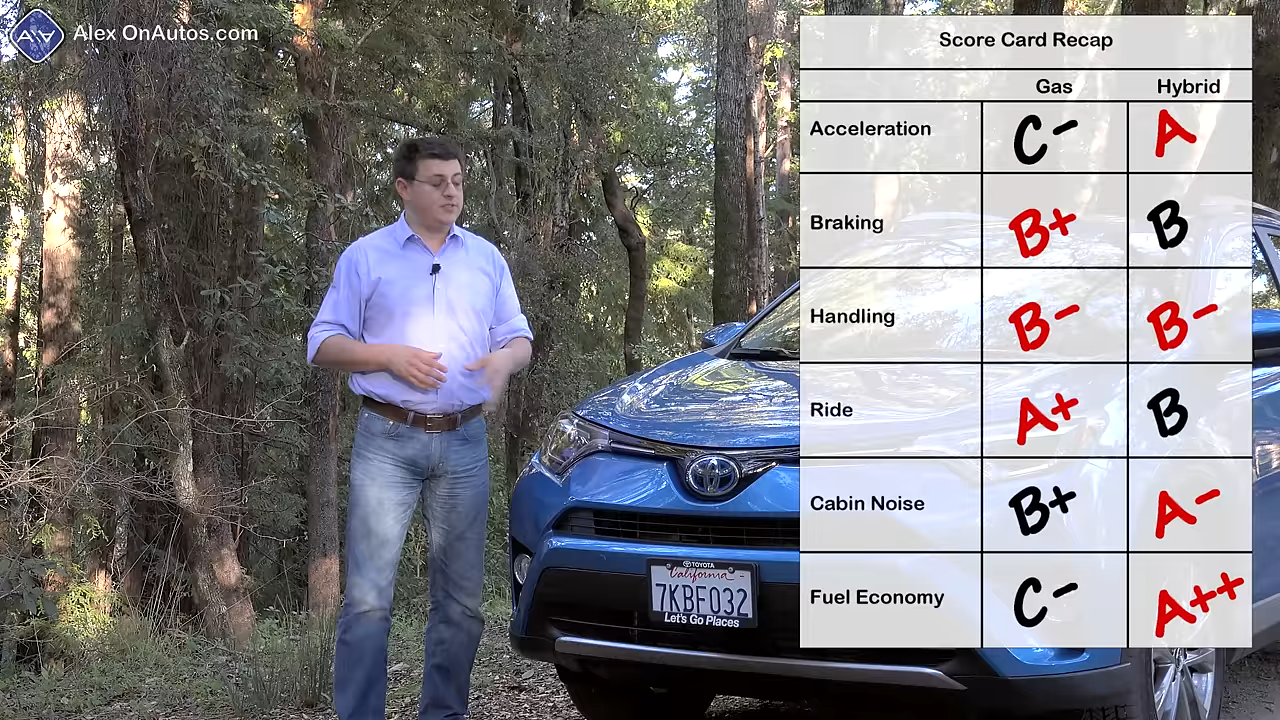 Alex OnAutos.com
Score Card Recap
Gas Hybrid
Acceleration C- A
Braking B+ B
Handling B- B-
Ride A+ B
Cabin Noise B+ A-
Fuel Economy C- A++
TOYOTA
California
7KBF032
Let's Go Places